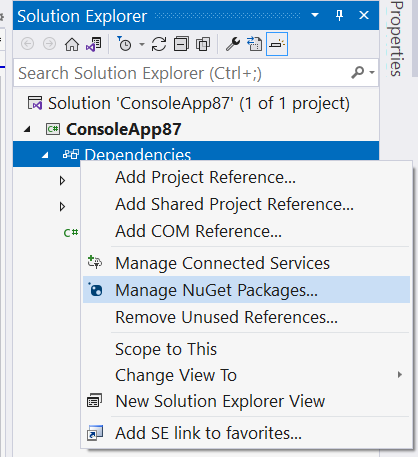 Solution Explorer
Properties
Search Solution Explorer (Ctrl+;)
Solution 'ConsoleApp87' (1 of 1 project)
C# ConsoleApp87
Dependencies
Add Project Reference...
Add Shared Project Reference...
C# Add COM Reference...
Manage Connected Services
Manage NuGet Packages...
Remove Unused References...
Scope to This
Change View To
New Solution Explorer View
Add SE link to favorites...